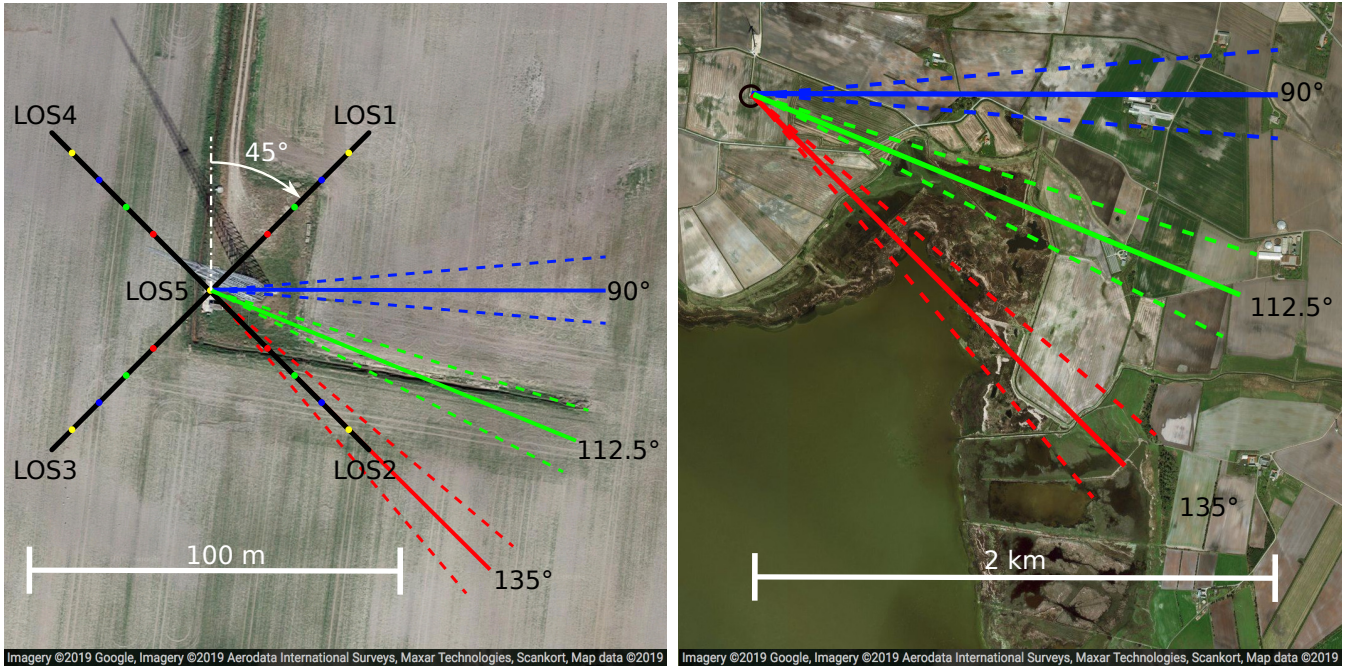 LOS4
LOS1
45°
LOS5
90°
112.5°
LOS3
LOS2
100 m
135°
Imagery ©2019 Google, Imagery ©2019 Aerodata International Surveys, Maxar Technologies, Scankort, Map data ©2019
90°
112.5°
135°
2 km
Imagery ©2019 Google, Imagery ©2019 Aerodata International Surveys, Maxar Technologies, Scankort, Map data ©2019